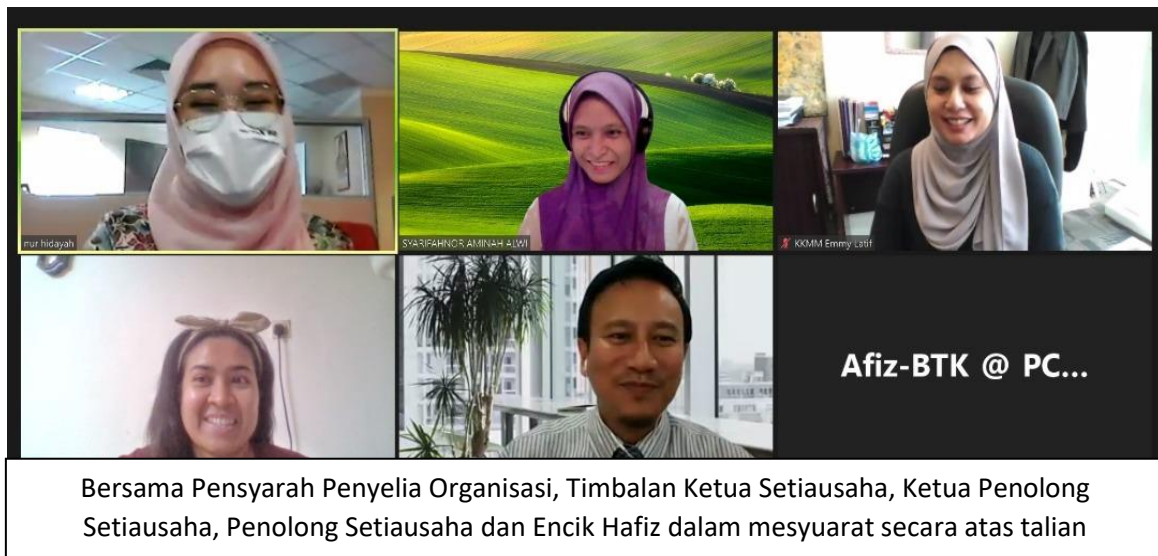 nur hidayah
SYARIFAHNOR AMINAH ALWI
KKMM Emmy Latif
Afiz-BTK @ PC...
Bersama Pensyarah Penyelia Organisasi, Timbalan Ketua Setiausaha, Ketua Penolong
Setiausaha, Penolong Setiausaha dan Encik Hafiz dalam mesyuarat secara atas talian